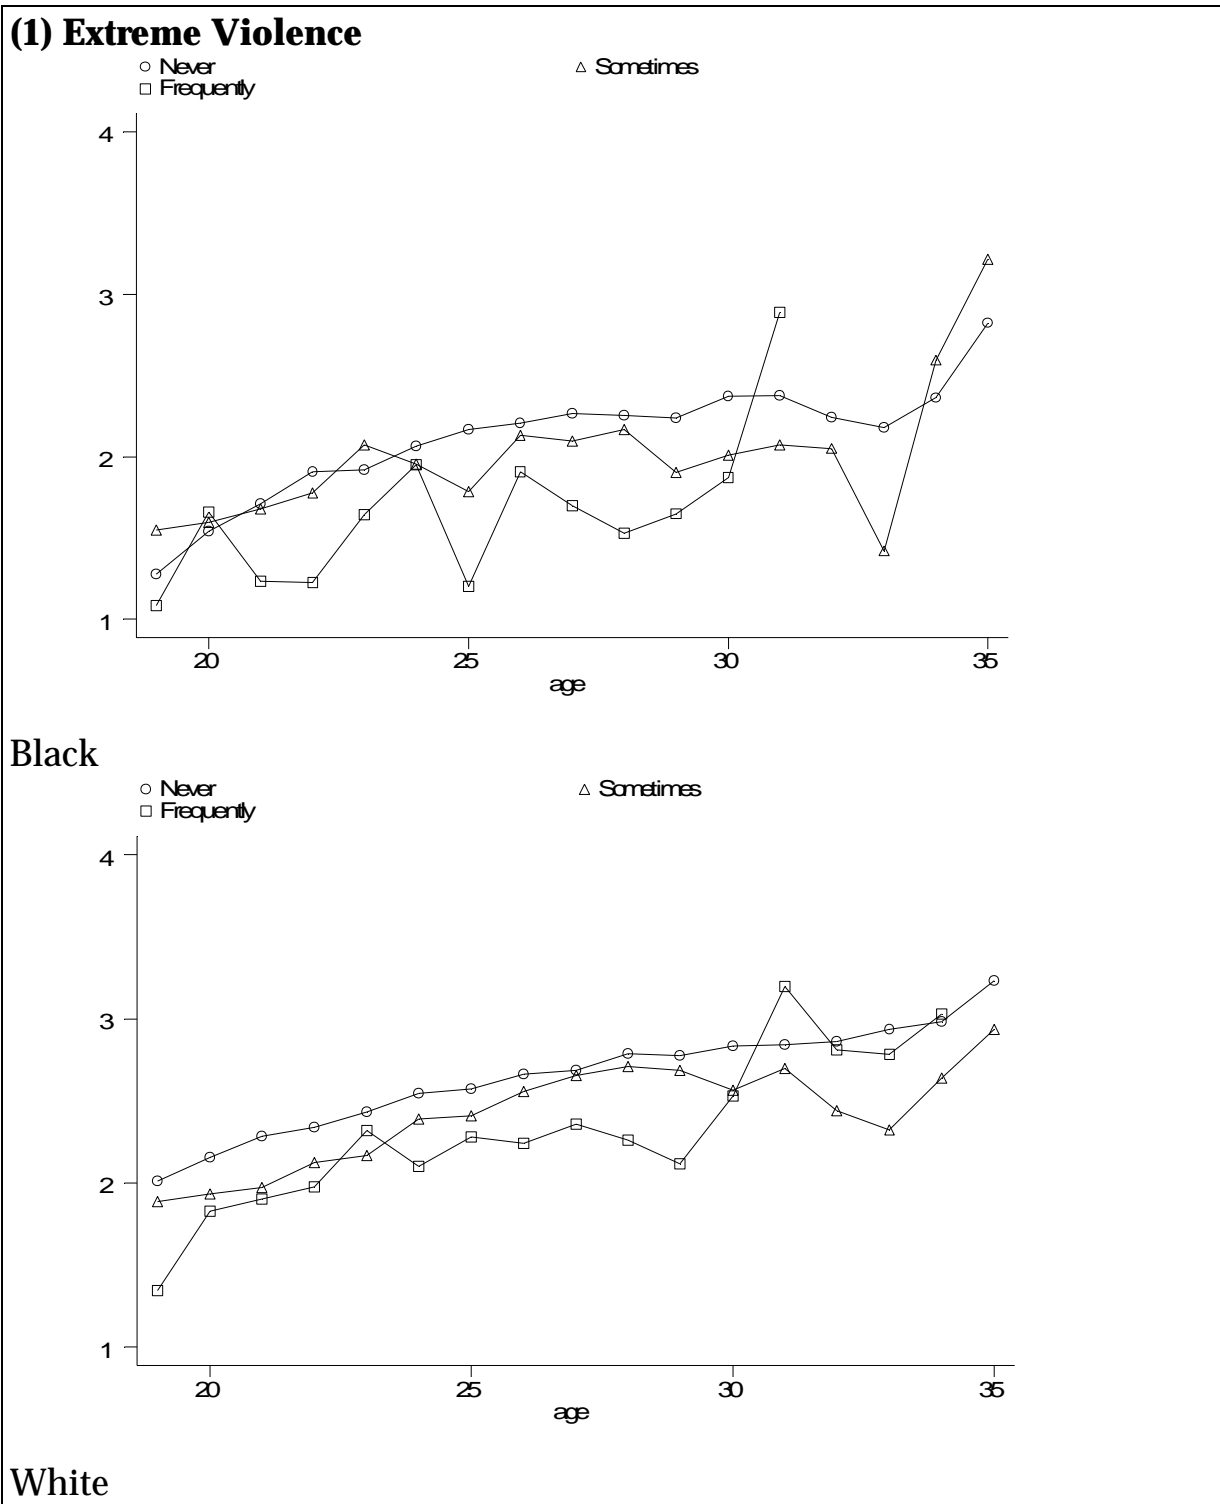 (1) Extreme Violence
Never Sometimes
Frequently
4
3
2
1
20 25 30 35
age
Black
Never Sometimes
Frequently
4
3
2
1
20 25 30 35
age
White